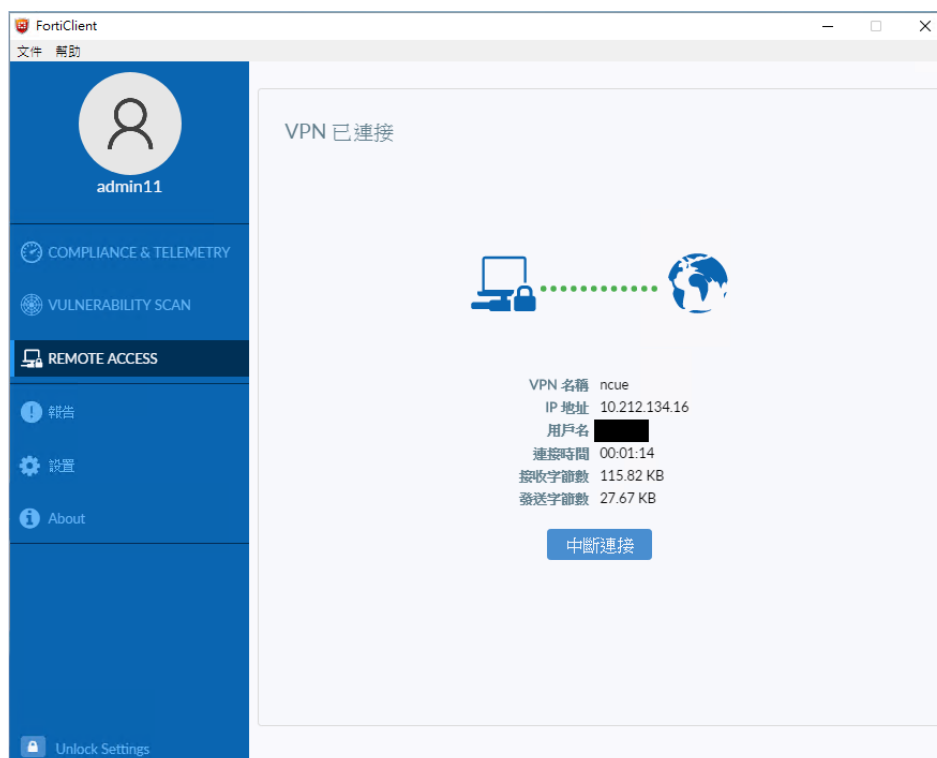 FortiClient
文件 幫助
admin11
COMPLIANCE & TELEMETRY
VULNERABILITY SCAN
REMOTE ACCESS
報告
設置
About
Unlock Settings
VPN 已連接
VPN 名稱 ncue
IP 地址 10.212.134.16
用戶名
連接時間 00:01:14
接收字節數 115.82 KB
發送字節數 27.67 KB
中斷連接